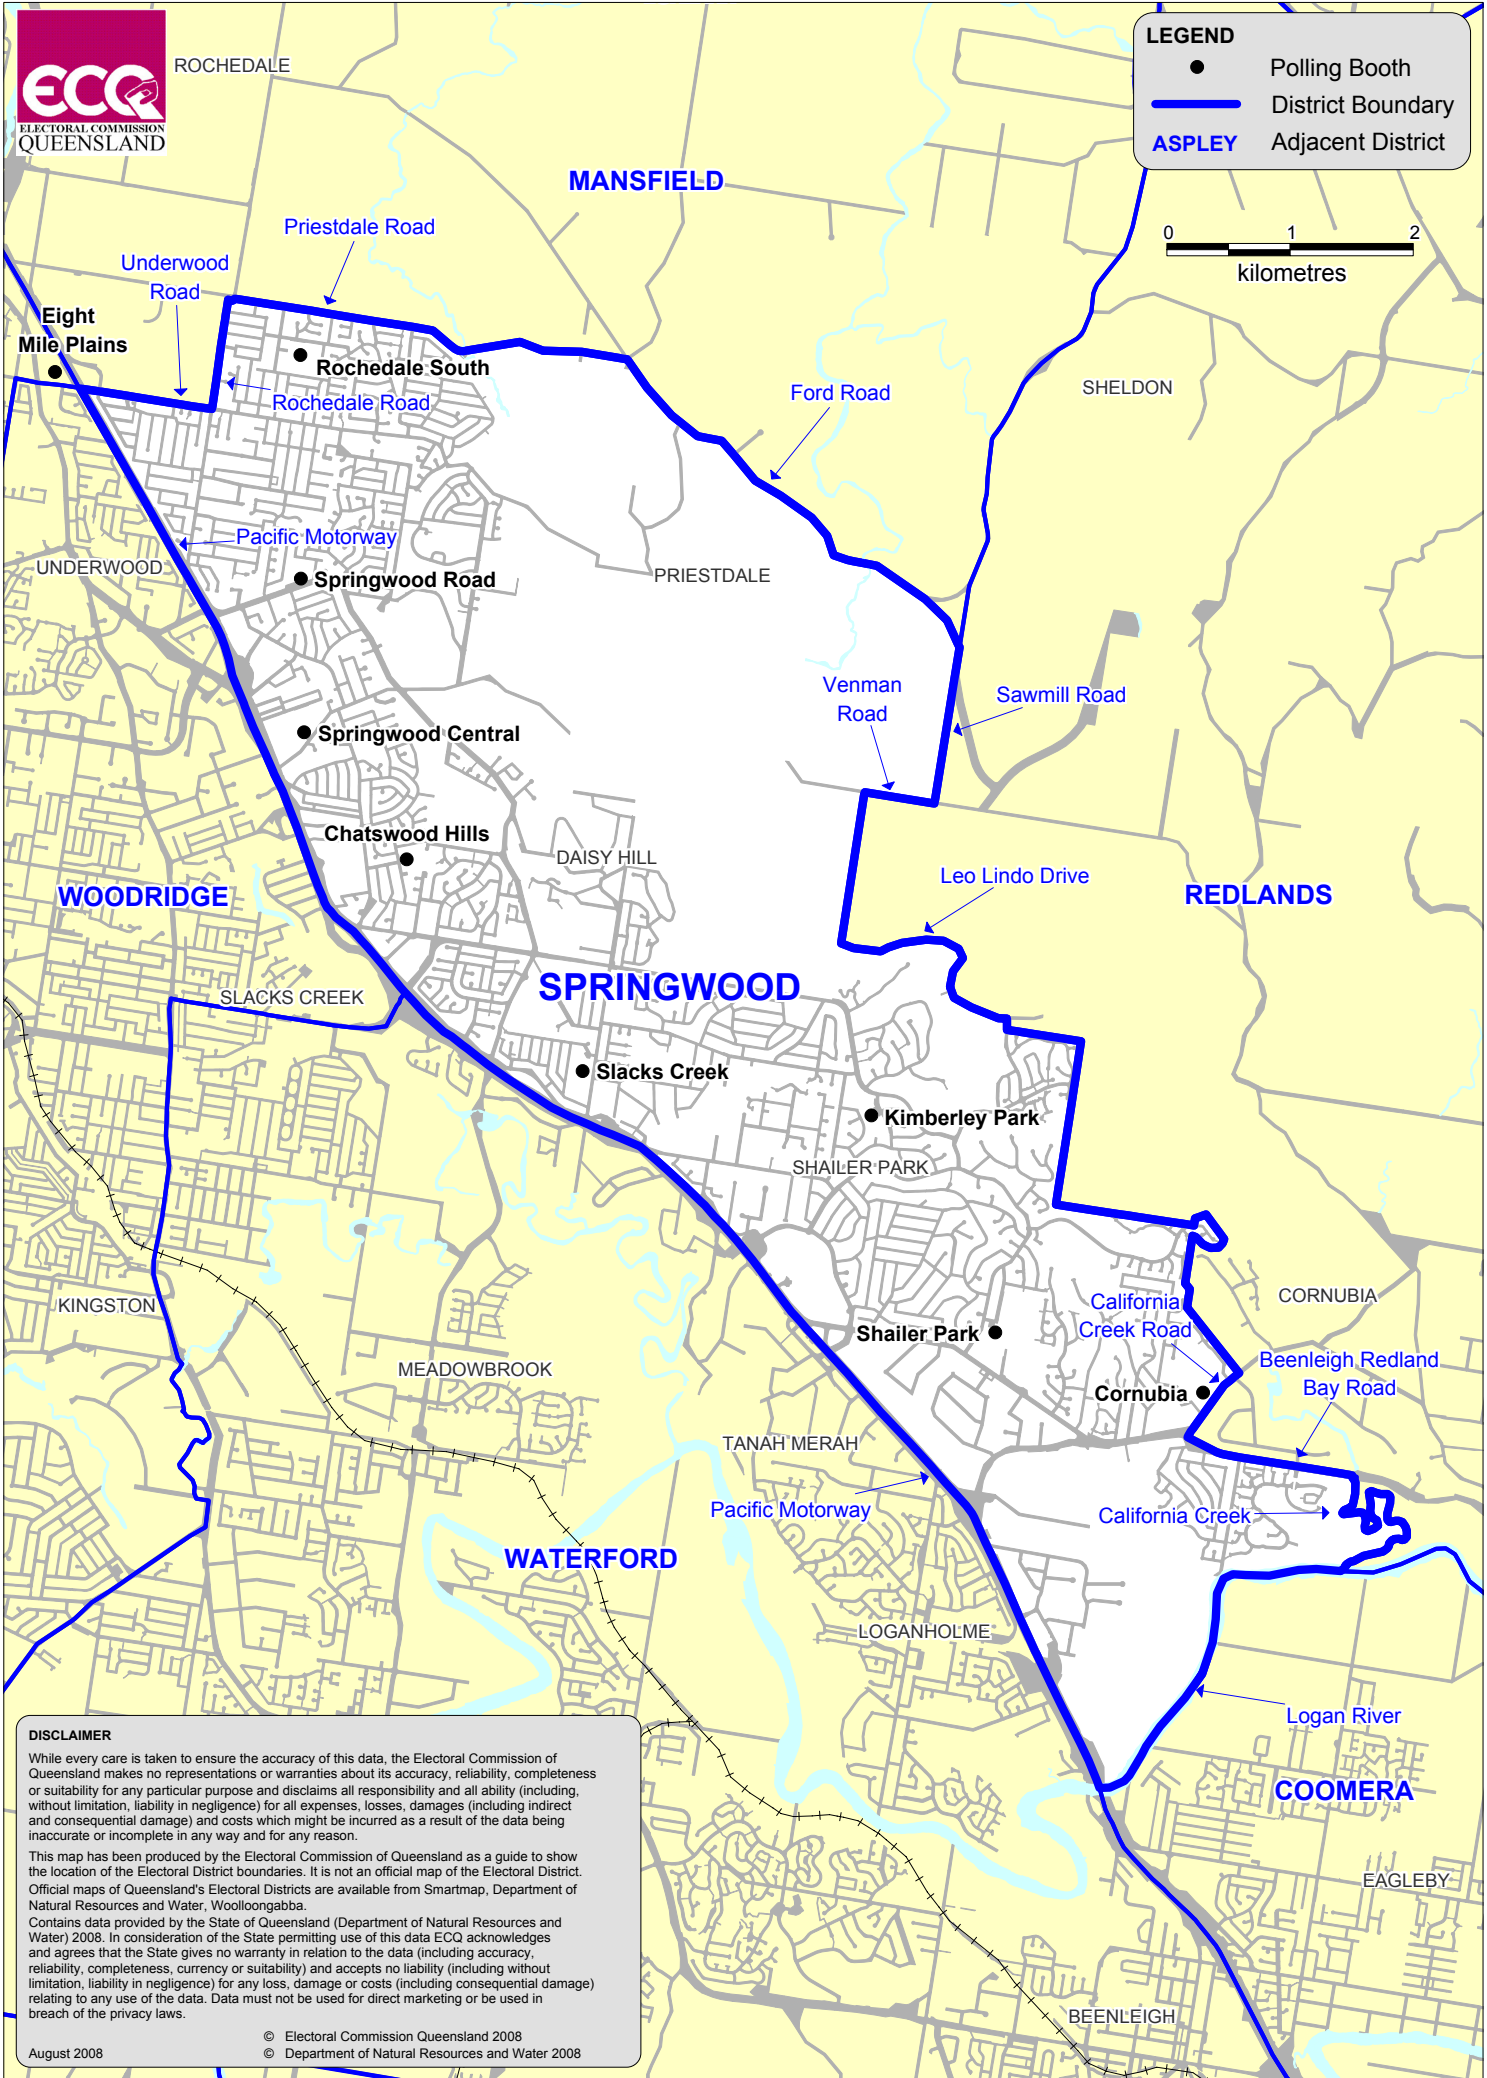 ECQ
ELECTORAL COMMISSION
QUEENSLAND
ROCHEDALE
LEGEND
Polling Booth
District Boundary
ASPLEY Adjacent District
0 1 2
kilometres
MANSFIELD
Priestdale Road
Underwood
Road
Eight
Mile Plains
Rochedale South
Rochedale Road
Ford Road
SHELDON
Pacific Motorway
UNDERWOOD
Springwood Road
PRIESTDALE
Venman
Road
Sawmill Road
Springwood Central
Chatswood Hills
DAISY HILL
Leo Lindo Drive
WOODRIDGE
REDLANDS
SPRINGWOOD
SLACKS CREEK
Slacks Creek
Kimberley Park
SHAILER PARK
KINGSTON
CORNUBIA
California
Creek Road
Shailer Park
Beenleigh Redland
Bay Road
MEADOWBROOK
Cornubia
TANAH MERAH
Pacific Motorway
California Creek
WATERFORD
LOGANHOLME
Logan River
COOMERA
EAGLEBY
BEENLEIGH
DISCLAIMER
While every care is taken to ensure the accuracy of this data, the Electoral Commission of
Queensland makes no representations or warranties about its accuracy, reliability, completeness
or suitability for any particular purpose and disclaims all responsibility and all ability (including,
without limitation, liability in negligence) for all expenses, losses, damages (including indirect
and consequential damage) and costs which might be incurred as a result of the data being
inaccurate or incomplete in any way and for any reason.
This map has been produced by the Electoral Commission of Queensland as a guide to show
the location of the Electoral District boundaries. It is not an official map of the Electoral District.
Official maps of Queensland's Electoral Districts are available from Smartmap, Department of
Natural Resources and Water, Woolloongabba.
Contains data provided by the State of Queensland (Department of Natural Resources and
Water) 2008. In consideration of the State permitting use of this data ECQ acknowledges
and agrees that the State gives no warranty in relation to the data (including accuracy,
reliability, completeness, currency or suitability) and accepts no liability (including without
limitation, liability in negligence) for any loss, damage or costs (including consequential damage)
relating to any use of the data. Data must not be used for direct marketing or be used in
breach of the privacy laws.
© Electoral Commission Queensland 2008
August 2008 © Department of Natural Resources and Water 2008